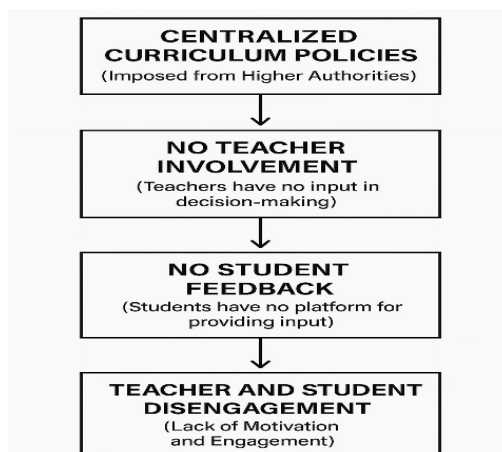 CENTRALIZED
CURRICULUM POLICIES
(Imposed from Higher Authorities)
NO TEACHER
INVOLVEMENT
(Teachers have no input in
decision-making)
NO STUDENT
FEEDBACK
(Students have no platform for
providing input)
TEACHER AND STUDENT
DISENGAGEMENT
(Lack of Motivation
and Engagement)